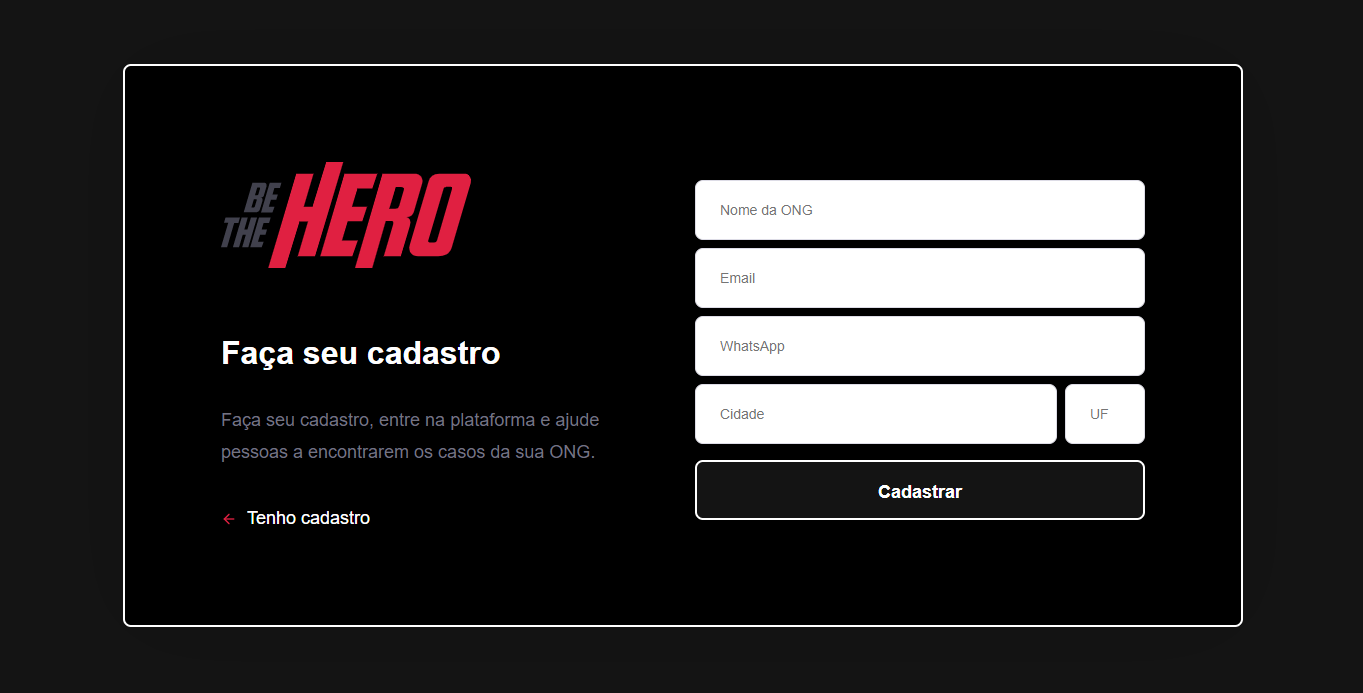 BE
THE
HERO
Faça seu cadastro
Faça seu cadastro, entre na plataforma e ajude
pessoas a encontrarem os casos da sua ONG.
Tenho cadastro
Nome da ONG
Email
WhatsApp
Cidade
UF
Cadastrar